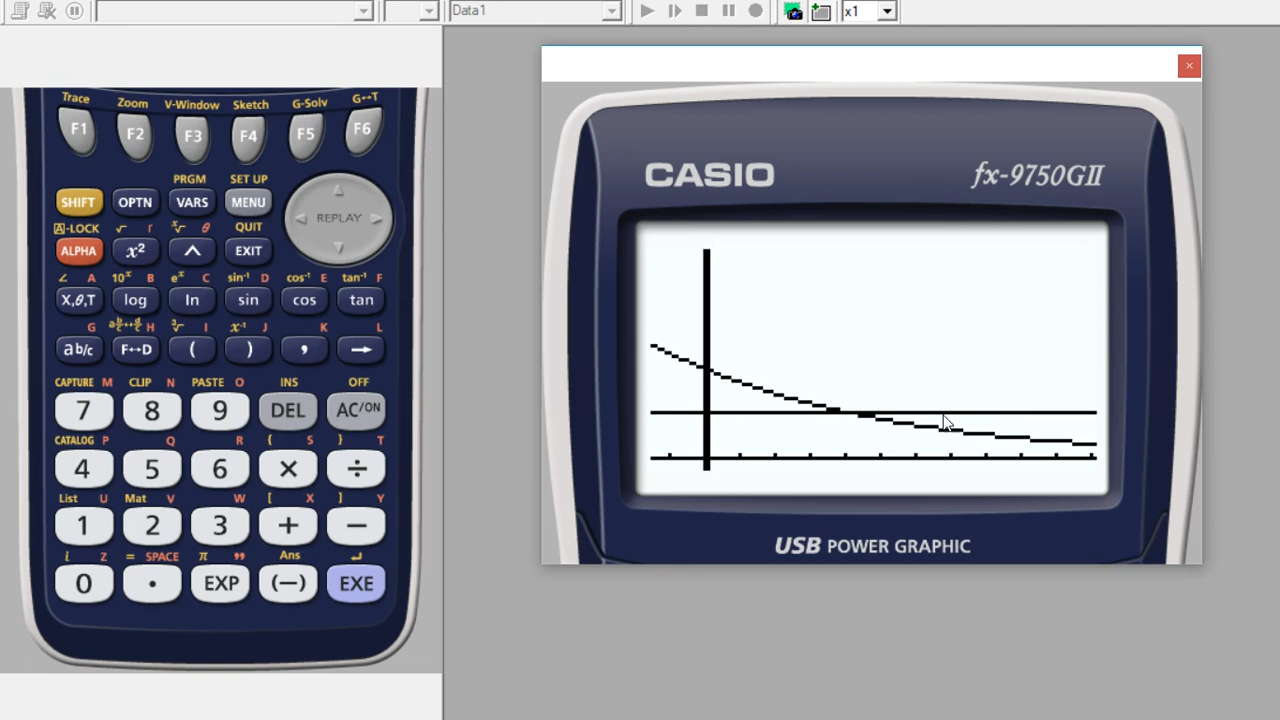 Data1
x1
×
Trace Zoom V-Window Sketch G-Solv G↔T
F1 F2 F3 F4 F5 F6
PRGM SET UP
SHIFT OPTN VARS MENU
REPLAY
A-LOCK √ r ˣ√ θ QUIT
ALPHA x² ^ EXIT
∠ A 10ˣ B eˣ C sin⁻¹ D cos⁻¹ E tan⁻¹ F
X,θ,T log ln sin cos tan
G a b/c↔d/c H ³√ I x⁻¹ J K L
a b/c F↔D ( ) , →
CAPTURE M CLIP N PASTE O INS OFF
7 8 9 DEL AC/ON
CATALOG P Q R { S } T
4 5 6 × ÷
List U Mat V W [ X ] Y
1 2 3 + −
i Z = SPACE π " Ans ↵
0 • EXP (−) EXE
CASIO fx-9750GII
USB POWER GRAPHIC